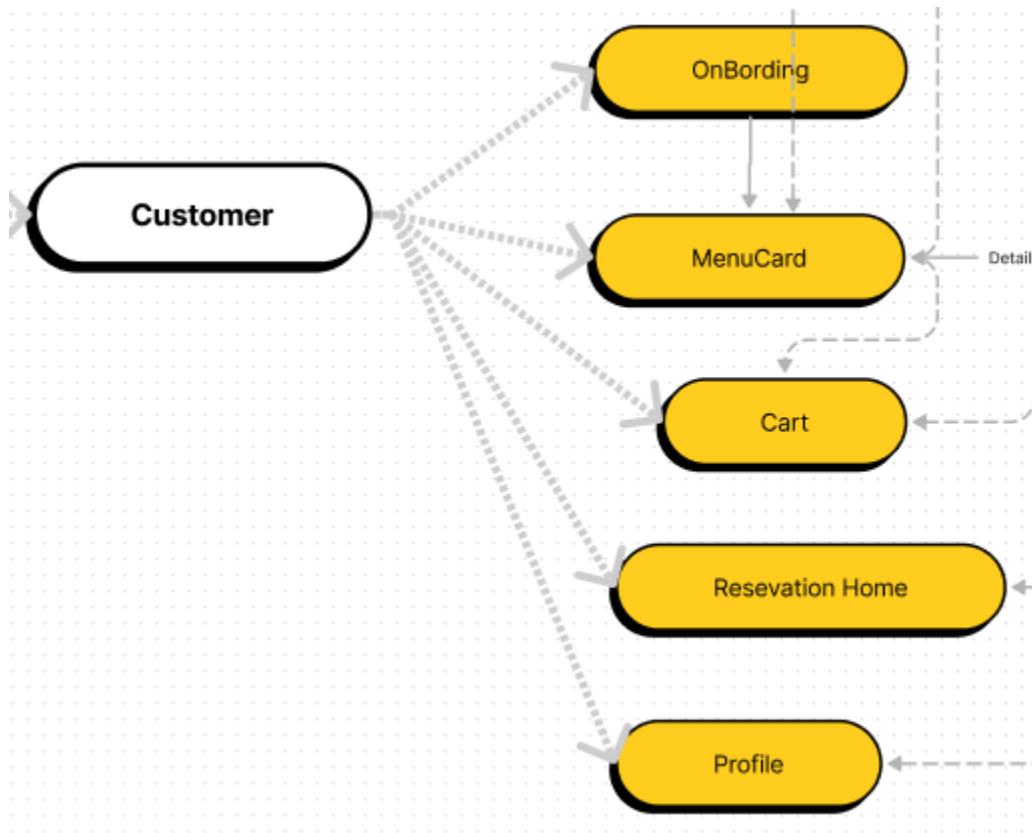 OnBording
Customer
MenuCard
Detail
Cart
Resevation Home
Profile